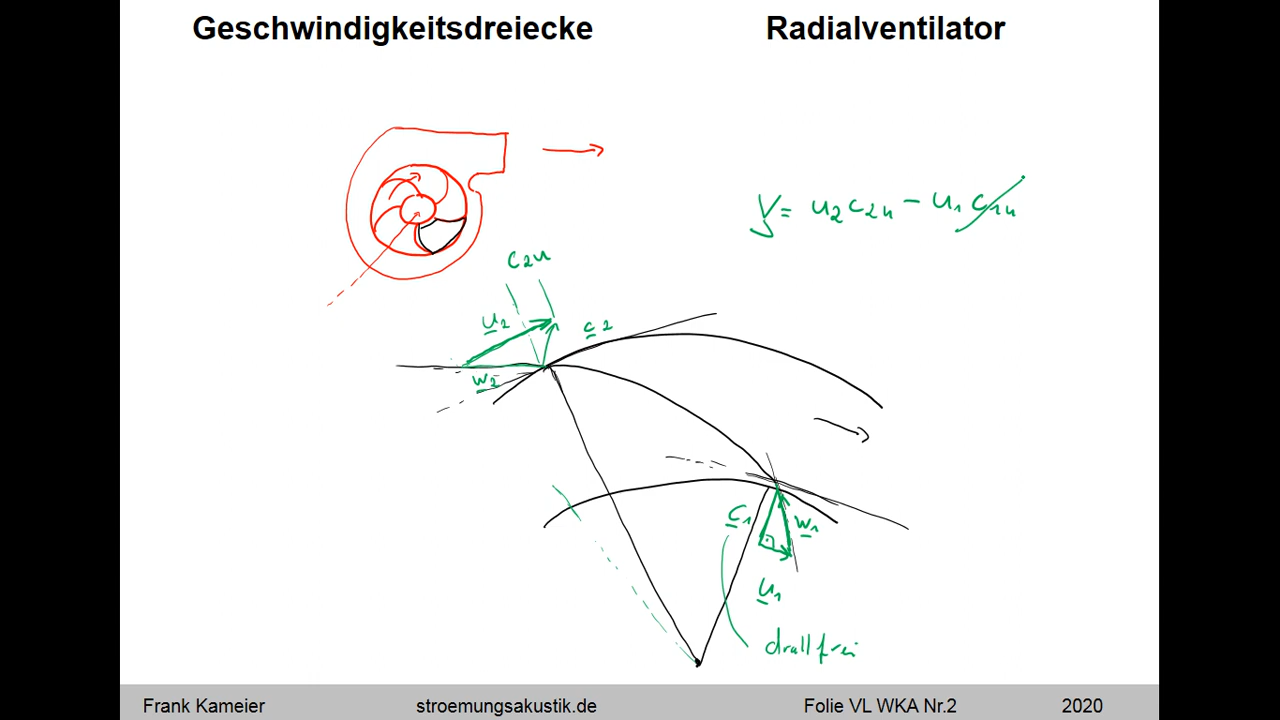 Geschwindigkeitsdreiecke Radialventilator
Y = u2 c2u - u1 c1u
c2u
u2
c2
w2
c1
w1
u1
drallfrei
Frank Kameier stroemungsakustik.de Folie VL WKA Nr.2 2020